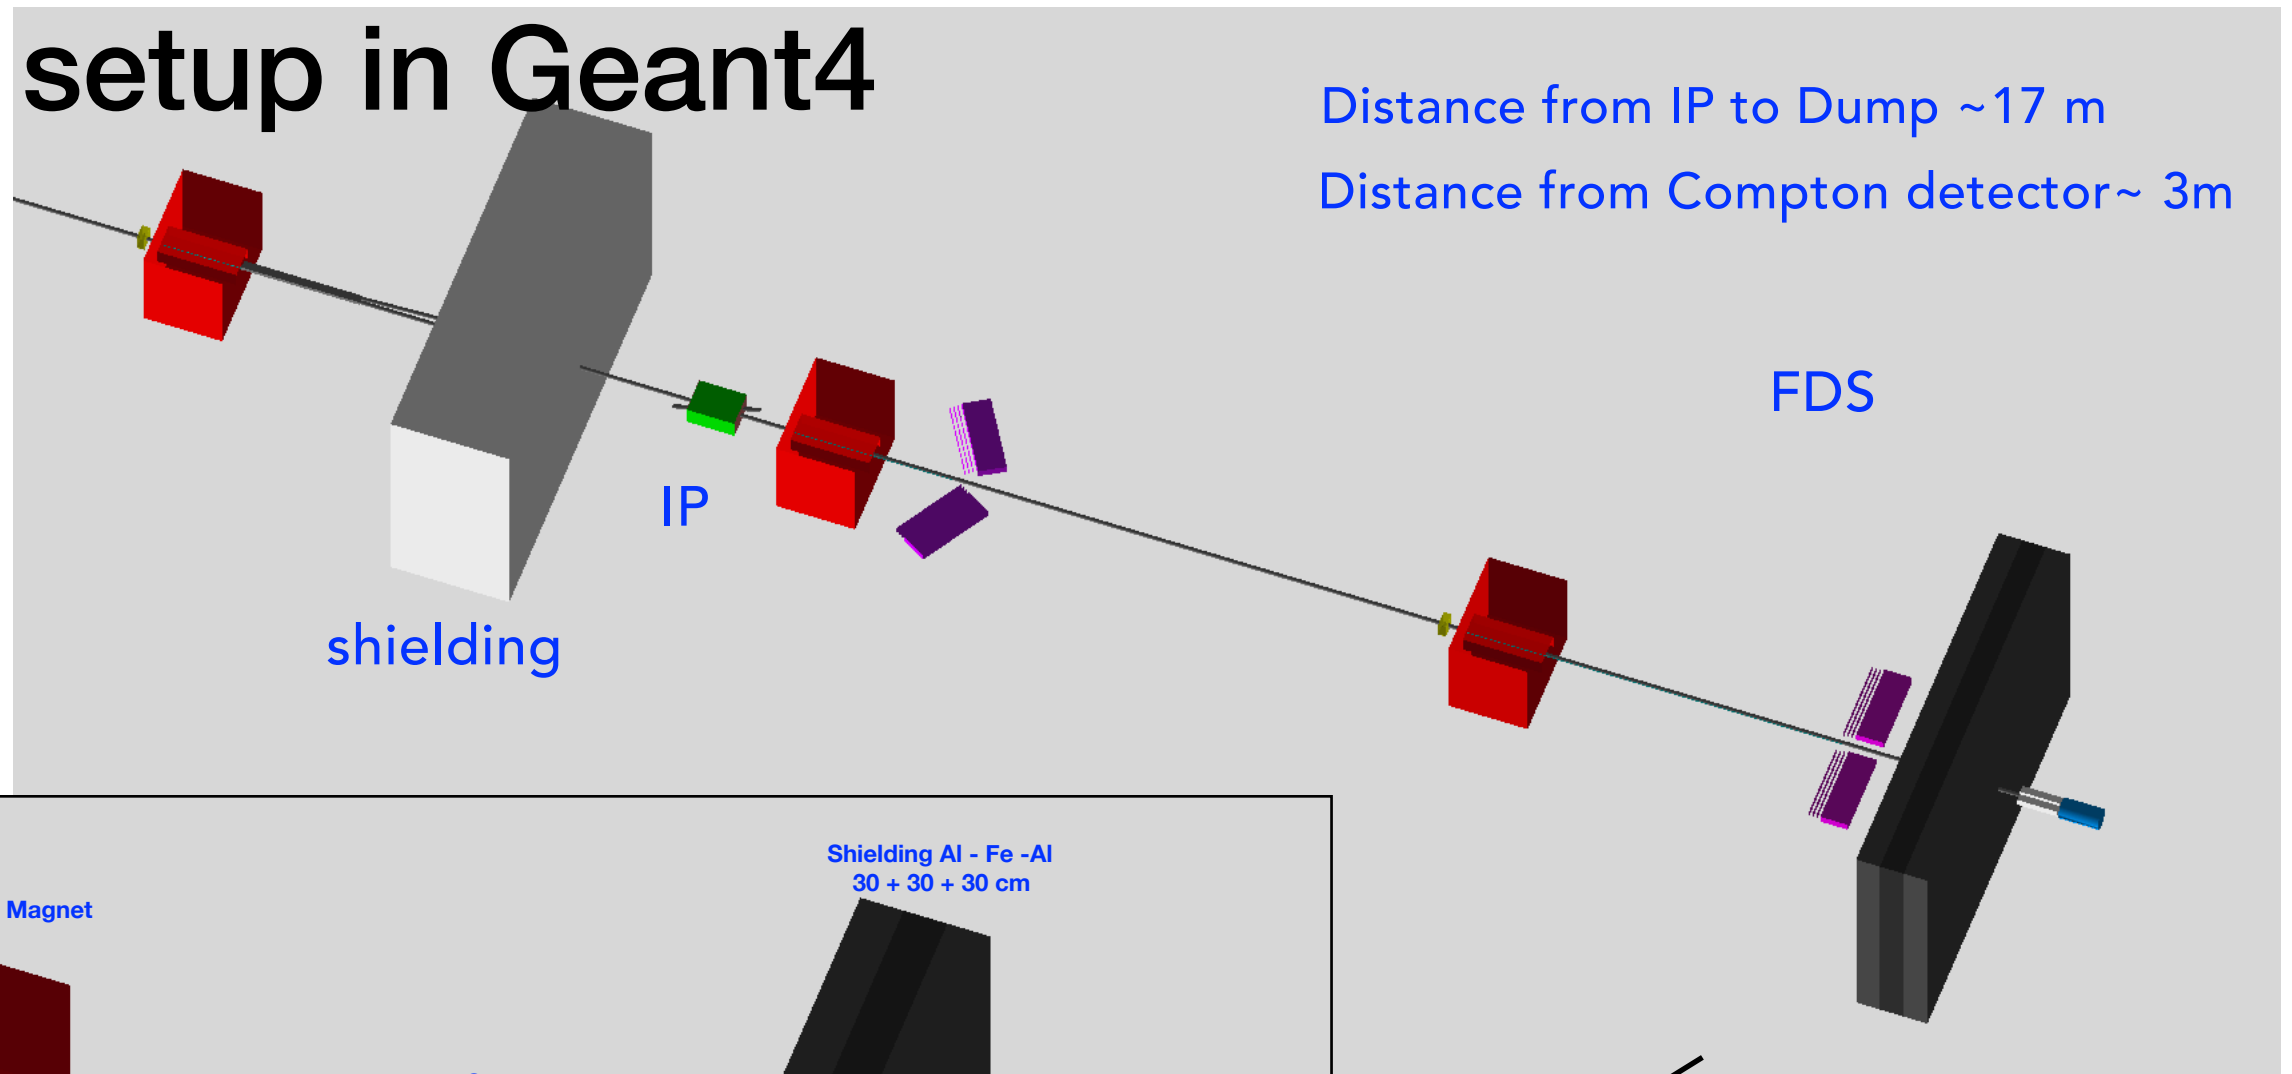 setup in Geant4
Distance from IP to Dump ~17 m
Distance from Compton detector~ 3m
FDS
IP
shielding
Shielding Al - Fe -Al
30 + 30 + 30 cm
Magnet